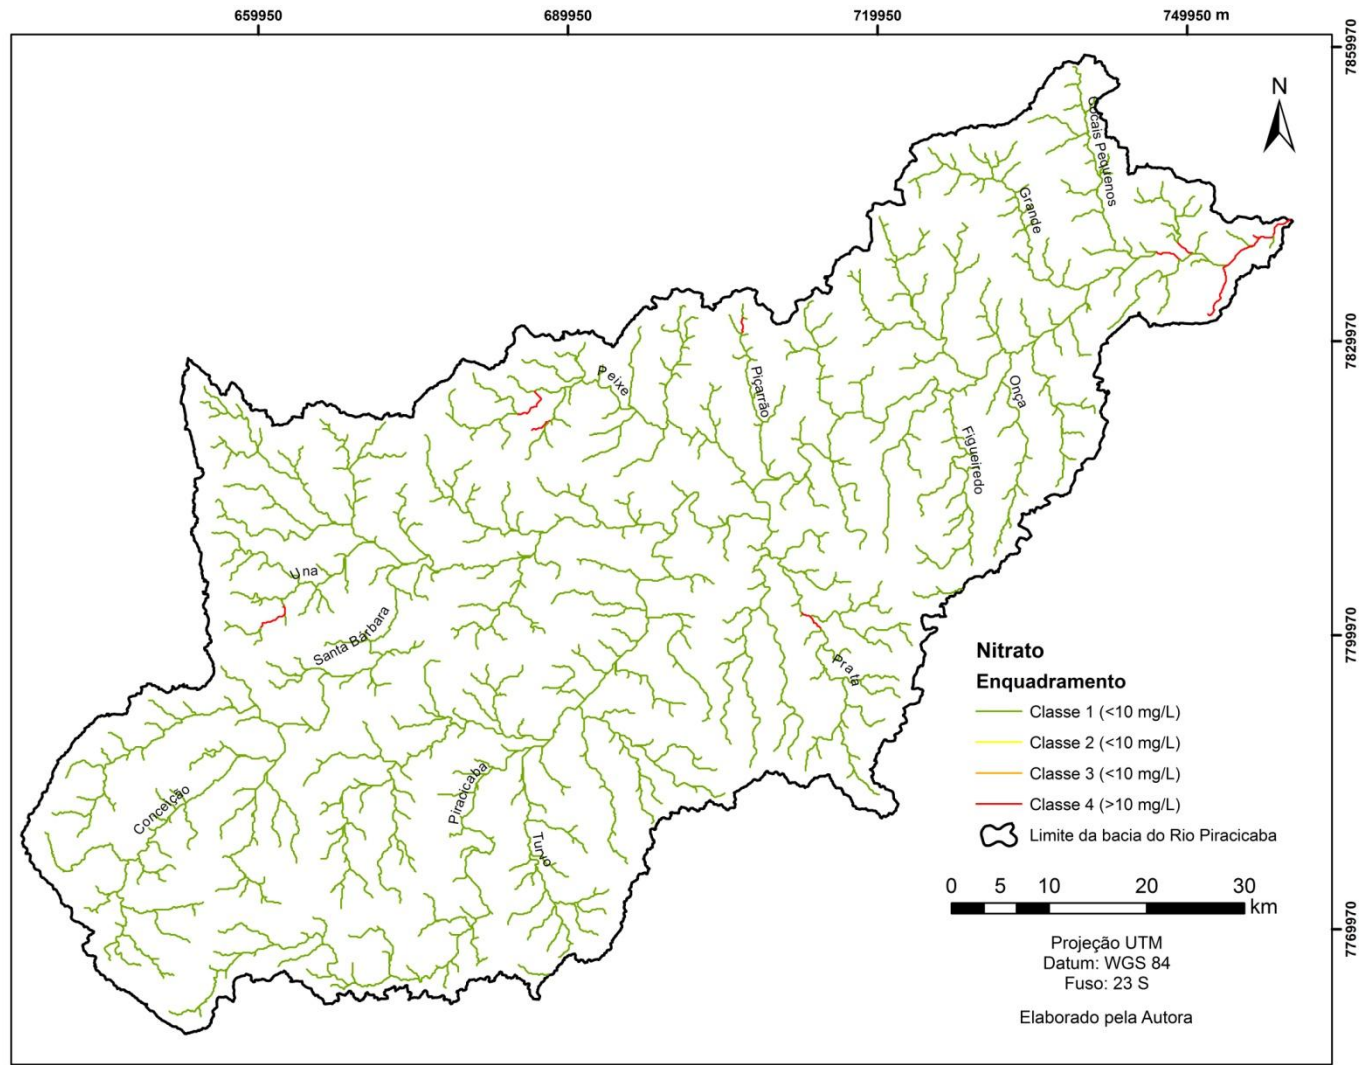 659950
689950
719950
749950 m
7859970
N
Cocais Pequenos
Grande
7829970
Peixe
Piçarrão
Onça
Figueiredo
Una
Santa Bárbara
7799970
Prata
Nitrato
Enquadramento
Classe 1 (<10 mg/L)
Classe 2 (<10 mg/L)
Classe 3 (<10 mg/L)
Classe 4 (>10 mg/L)
Limite da bacia do Rio Piracicaba
Conceição
Piracicaba
Turvo
0 5 10 20 30 km
7769970
Projeção UTM
Datum: WGS 84
Fuso: 23 S
Elaborado pela Autora